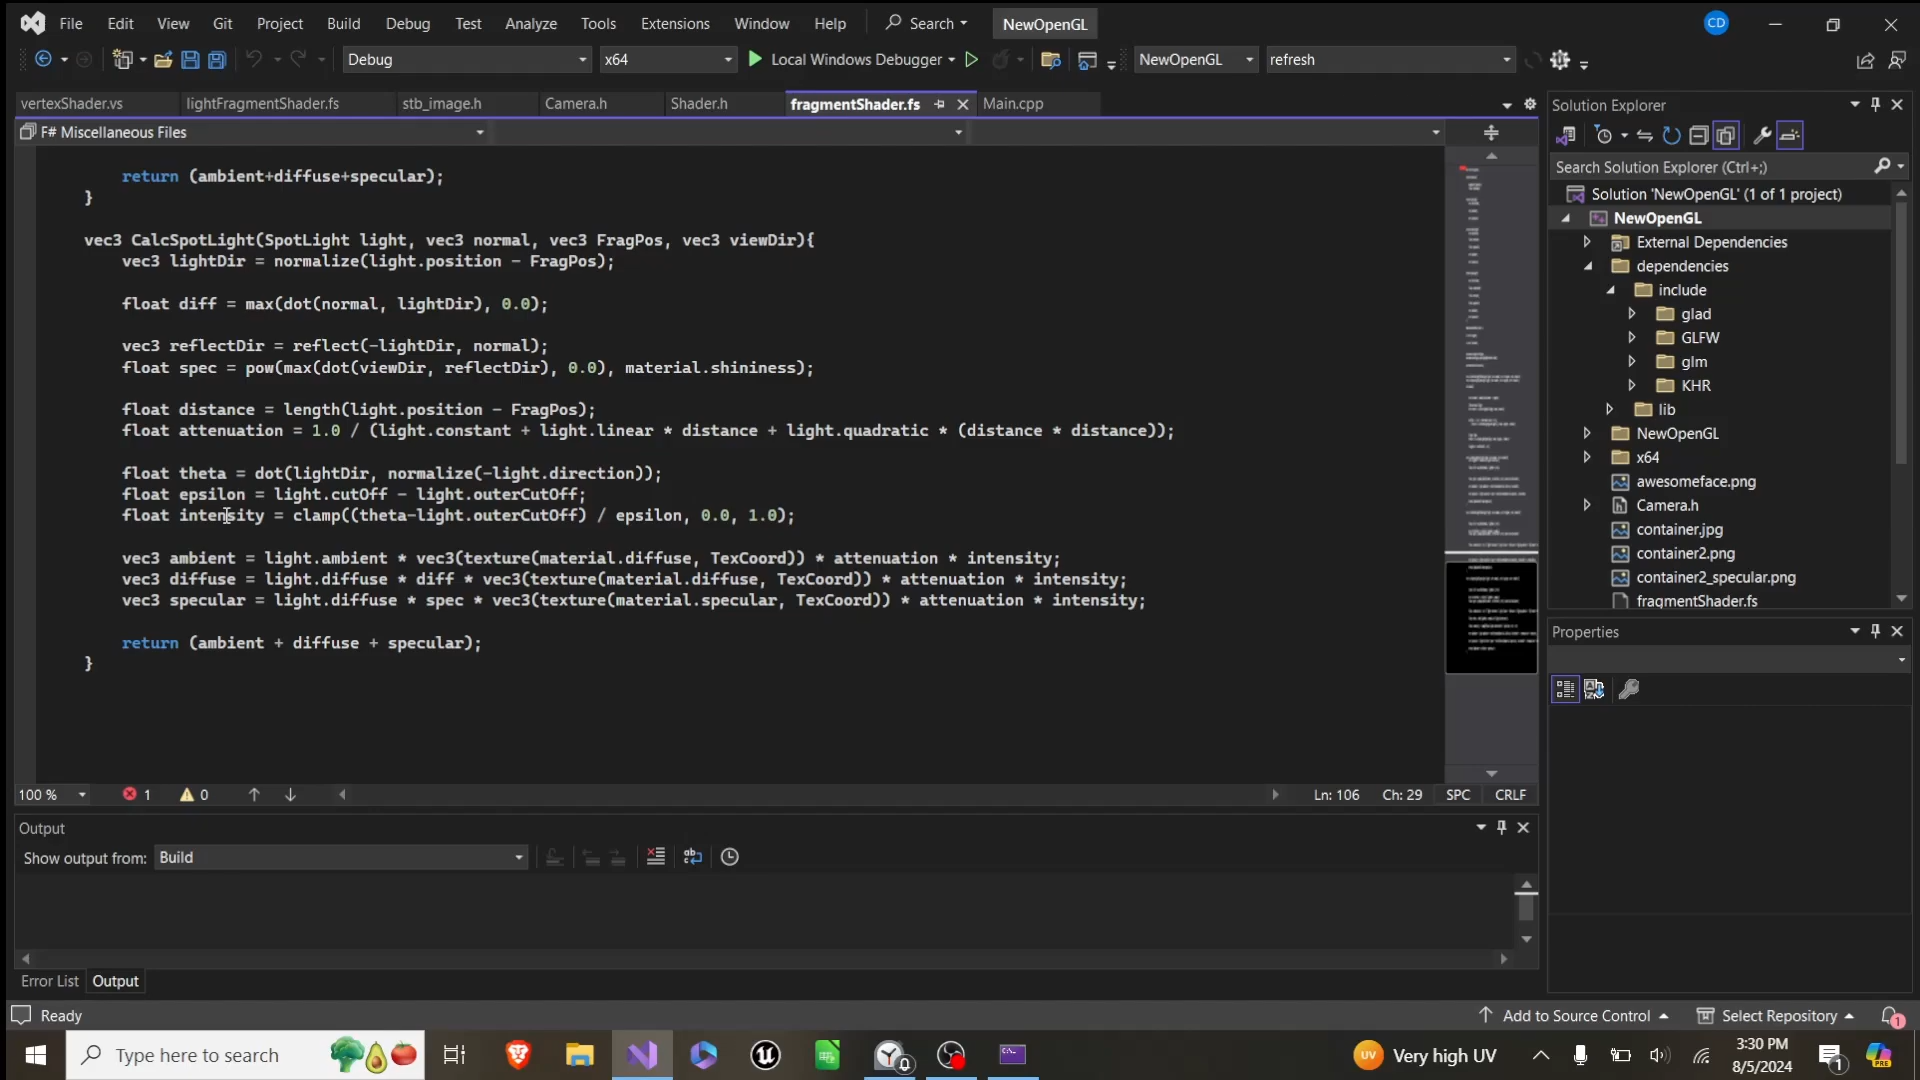 File Edit View Git Project Build Debug Test Analyze Tools Extensions Window Help Search NewOpenGL CD
Debug x64 Local Windows Debugger NewOpenGL refresh
vertexShader.vs lightFragmentShader.fs stb_image.h Camera.h Shader.h fragmentShader.fs Main.cpp
F# Miscellaneous Files
return (ambient+diffuse+specular);
}
vec3 CalcSpotLight(SpotLight light, vec3 normal, vec3 FragPos, vec3 viewDir){
vec3 lightDir = normalize(light.position - FragPos);
float diff = max(dot(normal, lightDir), 0.0);
vec3 reflectDir = reflect(-lightDir, normal);
float spec = pow(max(dot(viewDir, reflectDir), 0.0), material.shininess);
float distance = length(light.position - FragPos);
float attenuation = 1.0 / (light.constant + light.linear * distance + light.quadratic * (distance * distance));
float theta = dot(lightDir, normalize(-light.direction));
float epsilon = light.cutOff - light.outerCutOff;
float intensity = clamp((theta-light.outerCutOff) / epsilon, 0.0, 1.0);
vec3 ambient = light.ambient * vec3(texture(material.diffuse, TexCoord)) * attenuation * intensity;
vec3 diffuse = light.diffuse * diff * vec3(texture(material.diffuse, TexCoord)) * attenuation * intensity;
vec3 specular = light.diffuse * spec * vec3(texture(material.specular, TexCoord)) * attenuation * intensity;
return (ambient + diffuse + specular);
}
100 % 1 0 Ln: 106 Ch: 29 SPC CRLF
Output
Show output from: Build
Error List Output
Solution Explorer
Search Solution Explorer (Ctrl+;)
Solution 'NewOpenGL' (1 of 1 project)
NewOpenGL
External Dependencies
dependencies
include
glad
GLFW
glm
KHR
lib
NewOpenGL
x64
awesomeface.png
Camera.h
container.jpg
container2.png
container2_specular.png
fragmentShader.fs
Properties
Ready Add to Source Control Select Repository 1
Type here to search UV Very high UV 3:30 PM 1 PRE
8/5/2024